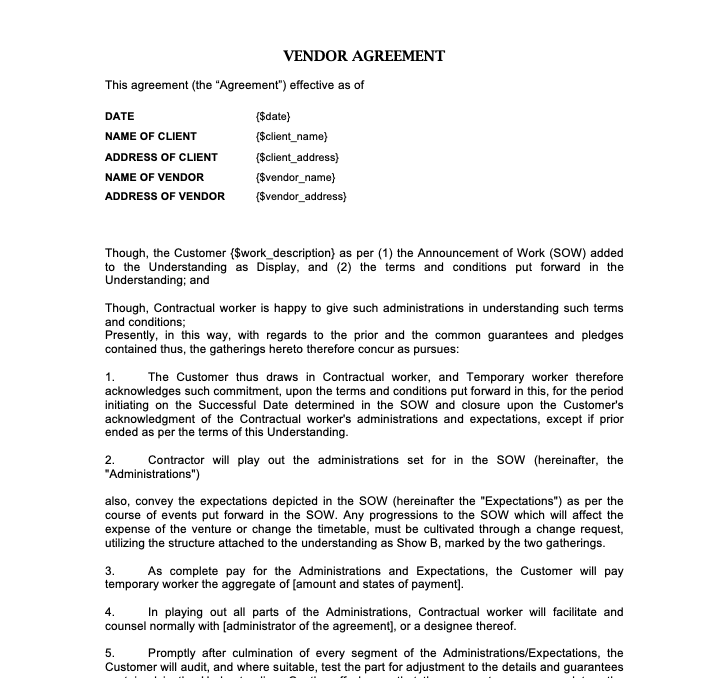 VENDOR AGREEMENT
This agreement (the “Agreement”) effective as of
DATE {$date}
NAME OF CLIENT {$client_name}
ADDRESS OF CLIENT {$client_address}
NAME OF VENDOR {$vendor_name}
ADDRESS OF VENDOR {$vendor_address}
Though, the Customer {$work_description} as per (1) the Announcement of Work (SOW) added
to the Understanding as Display, and (2) the terms and conditions put forward in the
Understanding; and
Though, Contractual worker is happy to give such administrations in understanding such terms
and conditions;
Presently, in this way, with regards to the prior and the common guarantees and pledges
contained thus, the gatherings hereto therefore concur as pursues:
1. The Customer thus draws in Contractual worker, and Temporary worker therefore
acknowledges such commitment, upon the terms and conditions put forward in this, for the period
initiating on the Successful Date determined in the SOW and closure upon the Customer's
acknowledgment of the Contractual worker's administrations and expectations, except if prior
ended as per the terms of this Understanding.
2. Contractor will play out the administrations set for in the SOW (hereinafter, the
"Administrations")
also, convey the expectations depicted in the SOW (hereinafter the "Expectations") as per the
course of events put forward in the SOW. Any progressions to the SOW which will affect the
expense of the venture or change the timetable, must be cultivated through a change request,
utilizing the structure attached to the understanding as Show B, marked by the two gatherings.
3. As complete pay for the Administrations and Expectations, the Customer will pay
temporary worker the aggregate of [amount and states of payment].
4. In playing out all parts of the Administrations, Contractual worker will facilitate and
counsel normally with [administrator of the agreement], or a designee thereof.
5. Promptly after culmination of every segment of the Administrations/Expectations, the
Customer will audit, and where suitable, test the part for adjustment to the details and guarantees